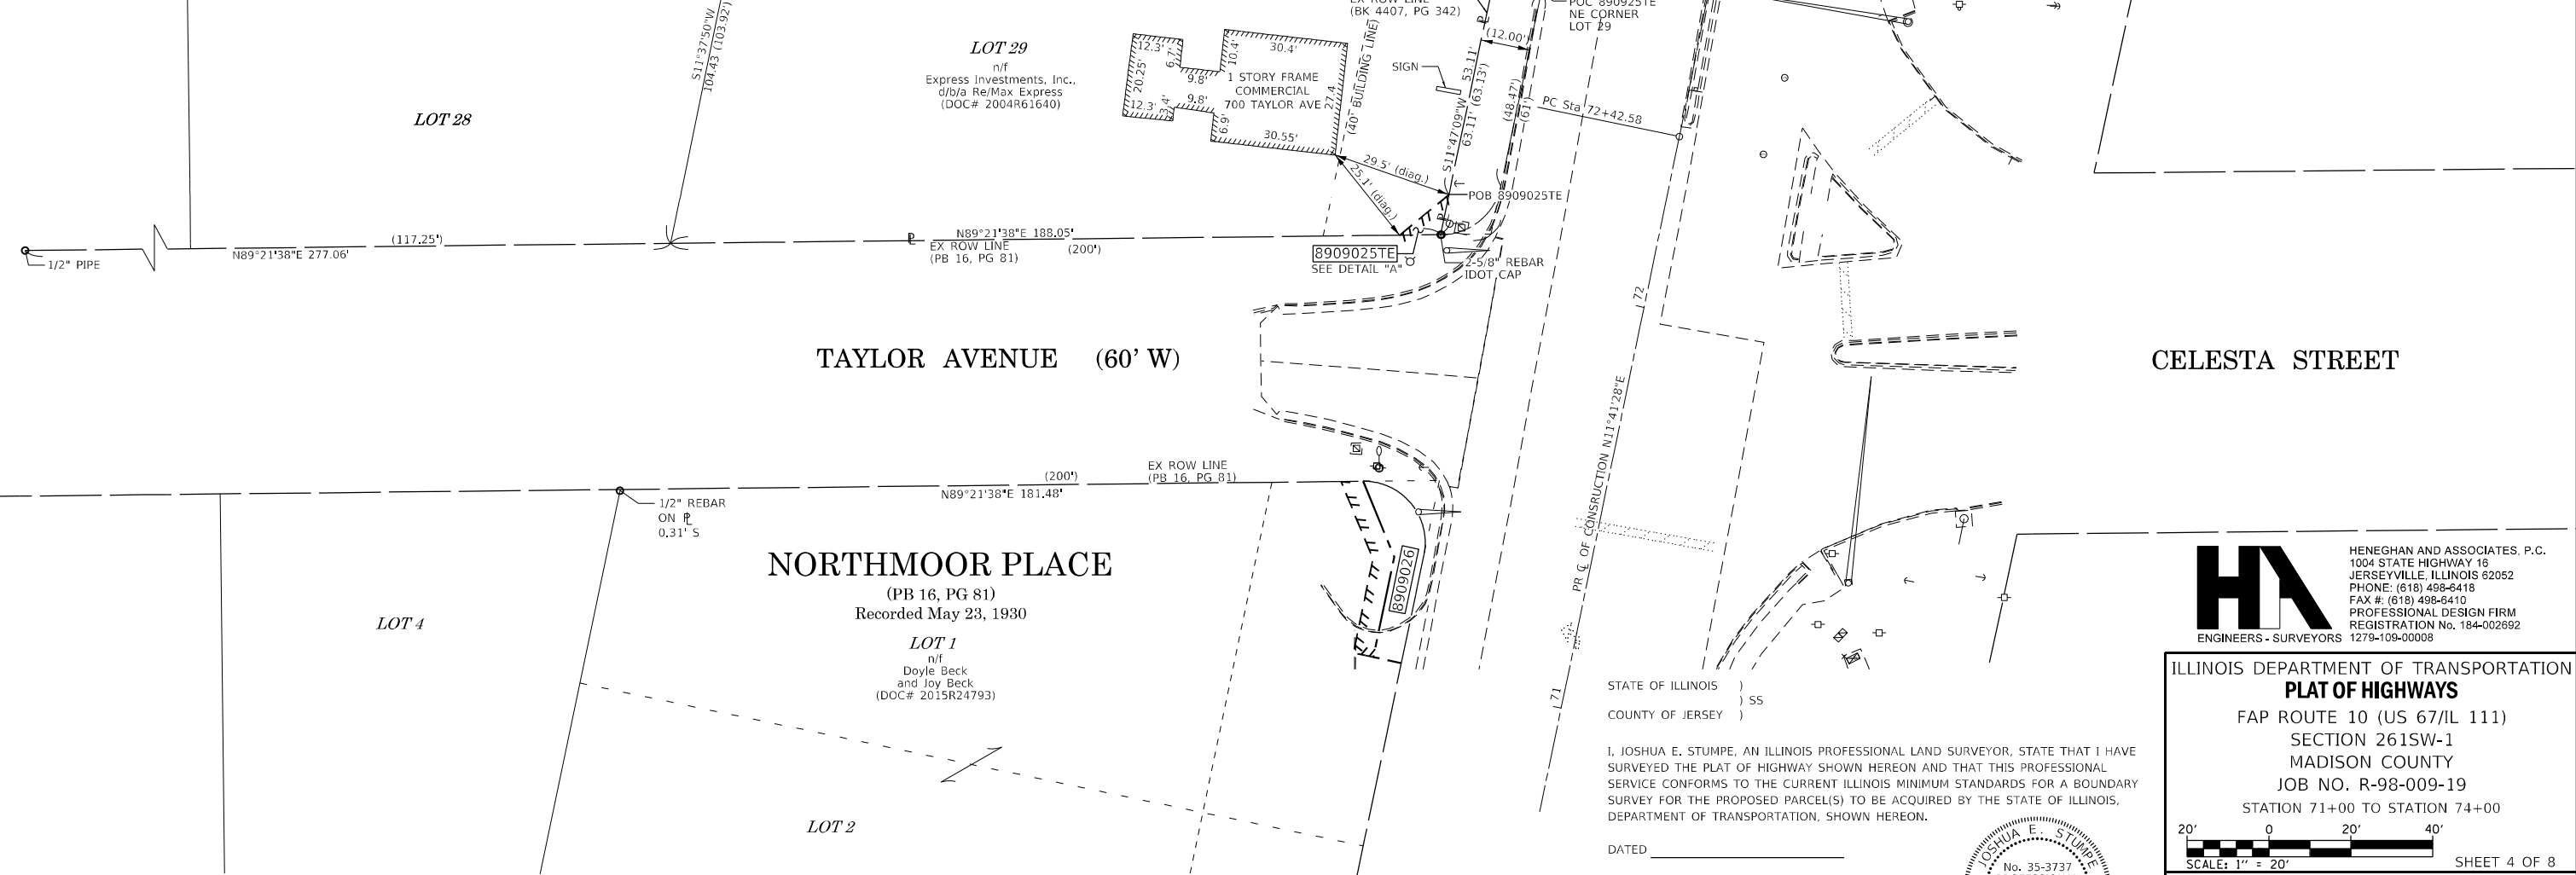 S11°37'50"W
104.43 (103.92')
LOT 28
LOT 29
n/f
Express Investments, Inc.,
d/b/a Re/Max Express
(DOC# 2004R61640)
12.3'
6.7'
20.25'
9.8'
10.4'
30.4'
1 STORY FRAME
COMMERCIAL
700 TAYLOR AVE
27.4
12.3'
3.4'
9.8'
6.9'
30.55'
(40' BUILDING LINE)
(BK 4407, PG 342)
POC 890925TE
NE CORNER
LOT 29
(12.00')
SIGN
53.11'
S11°47'09"W
63.11' (63.13')
(48.47')
(61')
PC Sta 72+42.58
29.5' (diag.)
25.1' (diag.)
POB 8909025TE
1/2" PIPE
N89°21'38"E 277.06'
(117.25')
EX ROW LINE
(PB 16, PG 81)
N89°21'38"E 188.05'
(200')
8909025TE
SEE DETAIL "A"
2-5/8" REBAR
IDOT CAP
72
TAYLOR AVENUE (60' W)
CELESTA STREET
PR ℄ OF CONSRUCTION N11°41'28"E
(200')
EX ROW LINE
(PB 16, PG 81)
N89°21'38"E 181.48'
1/2" REBAR
ON ⅊
0.31' S
8909026
NORTHMOOR PLACE
(PB 16, PG 81)
Recorded May 23, 1930
LOT 4
LOT 1
n/f
Doyle Beck
and Joy Beck
(DOC# 2015R24793)
LOT 2
71
STATE OF ILLINOIS )
) SS
COUNTY OF JERSEY )
I, JOSHUA E. STUMPE, AN ILLINOIS PROFESSIONAL LAND SURVEYOR, STATE THAT I HAVE
SURVEYED THE PLAT OF HIGHWAY SHOWN HEREON AND THAT THIS PROFESSIONAL
SERVICE CONFORMS TO THE CURRENT ILLINOIS MINIMUM STANDARDS FOR A BOUNDARY
SURVEY FOR THE PROPOSED PARCEL(S) TO BE ACQUIRED BY THE STATE OF ILLINOIS,
DEPARTMENT OF TRANSPORTATION, SHOWN HEREON.
DATED
JOSHUA E. STUMPE
No. 35-3737
HA
ENGINEERS - SURVEYORS
HENEGHAN AND ASSOCIATES, P.C.
1004 STATE HIGHWAY 16
JERSEYVILLE, ILLINOIS 62052
PHONE: (618) 498-6418
FAX #: (618) 498-6410
PROFESSIONAL DESIGN FIRM
REGISTRATION No. 184-002692
1279-109-00008
ILLINOIS DEPARTMENT OF TRANSPORTATION
PLAT OF HIGHWAYS
FAP ROUTE 10 (US 67/IL 111)
SECTION 261SW-1
MADISON COUNTY
JOB NO. R-98-009-19
STATION 71+00 TO STATION 74+00
20' 0 20' 40'
SCALE: 1" = 20'
SHEET 4 OF 8